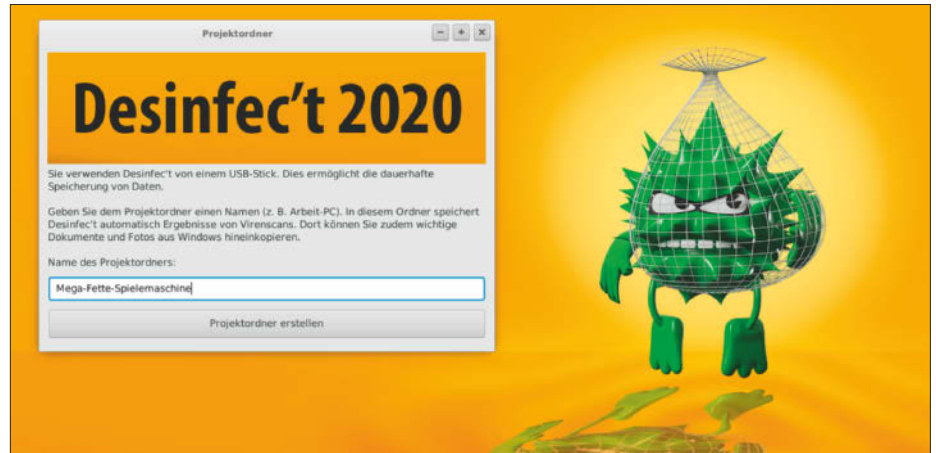 Projektordner
Desinfec't 2020
Sie verwenden Desinfec't von einem USB-Stick. Dies ermöglicht die dauerhafte
Speicherung von Daten.
Geben Sie dem Projektordner einen Namen (z. B. Arbeit-PC). In diesem Ordner speichert
Desinfec't automatisch Ergebnisse von Virenscans. Dort können Sie zudem wichtige
Dokumente und Fotos aus Windows hineinkopieren.
Name des Projektordners:
Mega-Fette-Spielemaschine
Projektordner erstellen